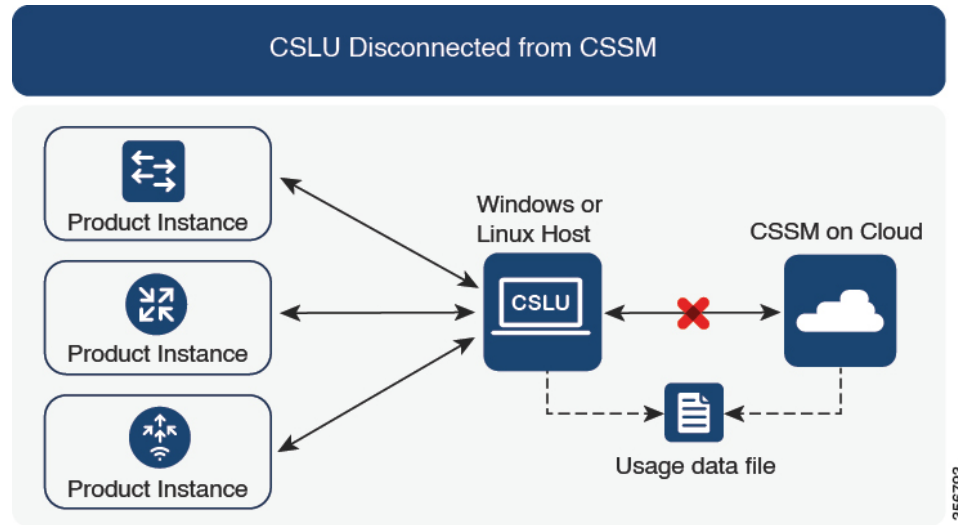 CSLU Disconnected from CSSM
Product Instance
Product Instance
Product Instance
Windows or
Linux Host
CSLU
CSSM on Cloud
Usage data file